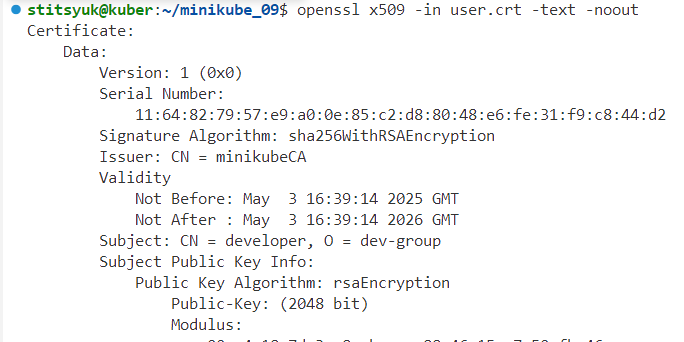 stitsyuk@kuber:~/minikube_09$ openssl x509 -in user.crt -text -noout
Certificate:
Data:
Version: 1 (0x0)
Serial Number:
11:64:82:79:57:e9:a0:0e:85:c2:d8:80:48:e6:fe:31:f9:c8:44:d2
Signature Algorithm: sha256WithRSAEncryption
Issuer: CN = minikubeCA
Validity
Not Before: May  3 16:39:14 2025 GMT
Not After : May  3 16:39:14 2026 GMT
Subject: CN = developer, O = dev-group
Subject Public Key Info:
Public Key Algorithm: rsaEncryption
Public-Key: (2048 bit)
Modulus: